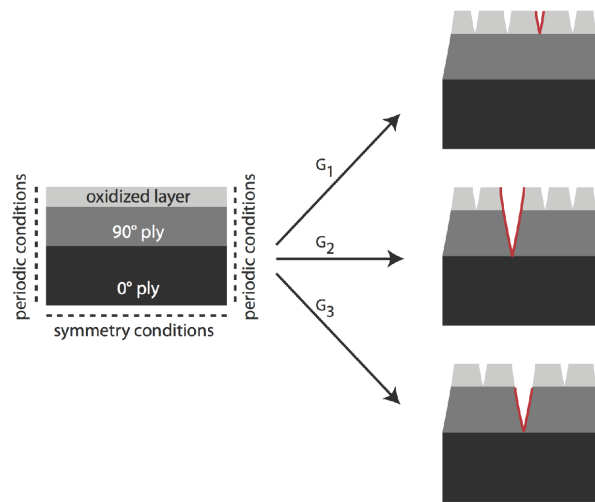 G1
oxidized layer
90° ply
0° ply
periodic conditions
periodic conditions
symmetry conditions
G2
G3